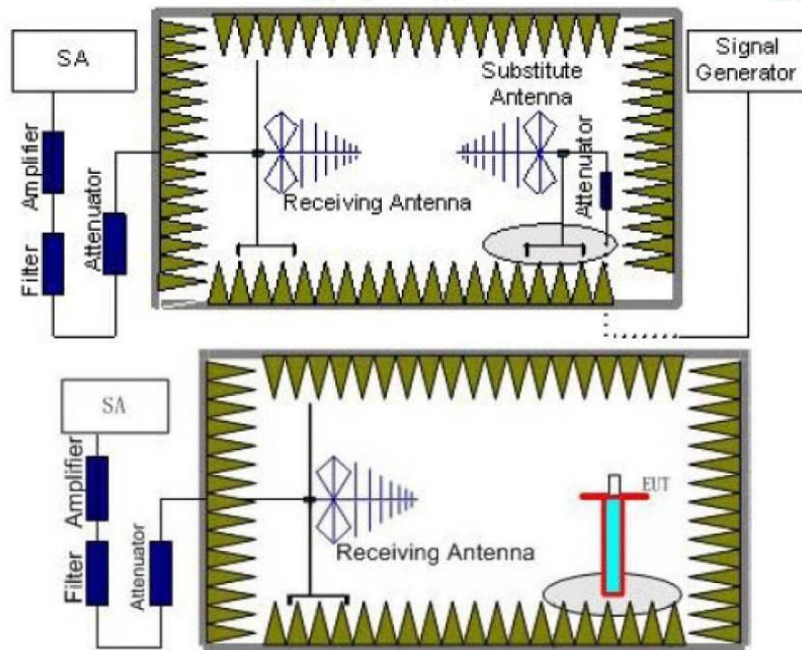 SA
Signal
Generator
Substitute
Antenna
Amplifier
Filter
Attenuator
Receiving Antenna
Attenuator
SA
Amplifier
Filter
Attenuator
Receiving Antenna
EUT